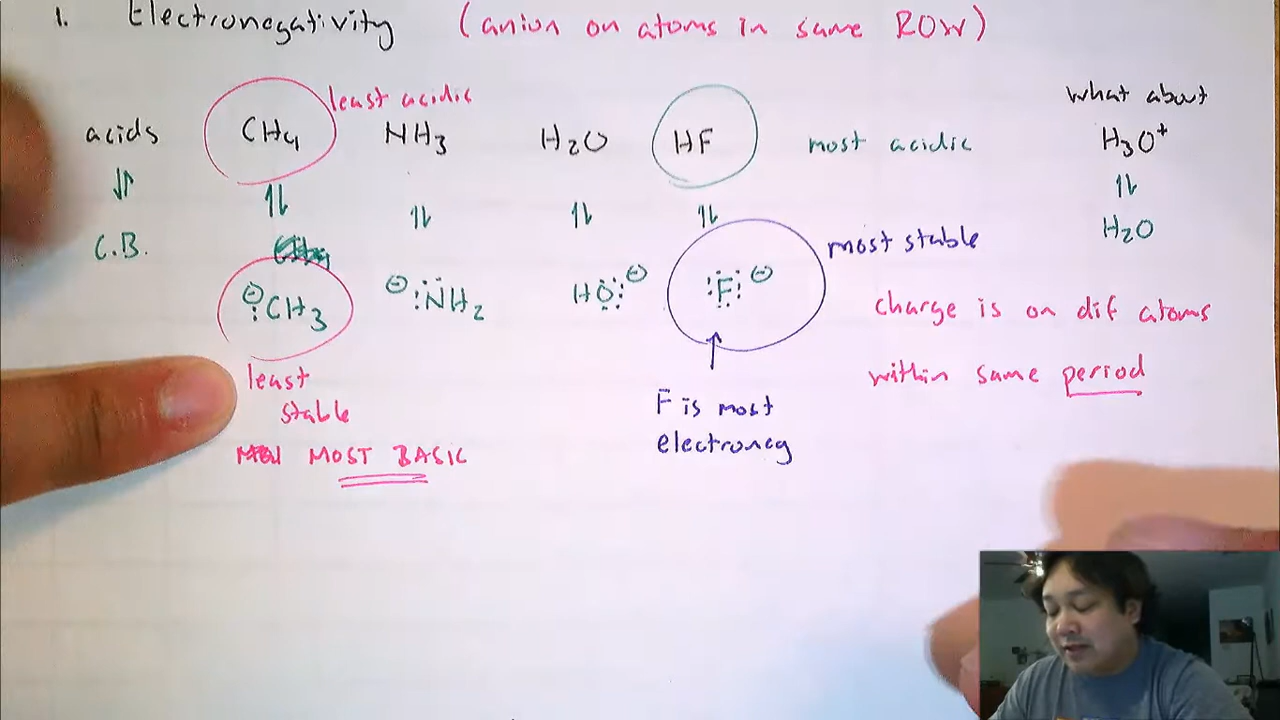 1. Electronegativity (anion on atoms in same ROW)
least acidic
what about
acids CH4 NH3 H2O HF most acidic H3O+
⇌ ⇌ ⇌ ⇌ ⇌ ⇌
C.B. H2O
most stable
⊖:CH3 ⊖:N̈H2 HÖ:⊖ :F̈:⊖
charge is on dif atoms
least within same period
stable F is most
MOST BASIC electroneg